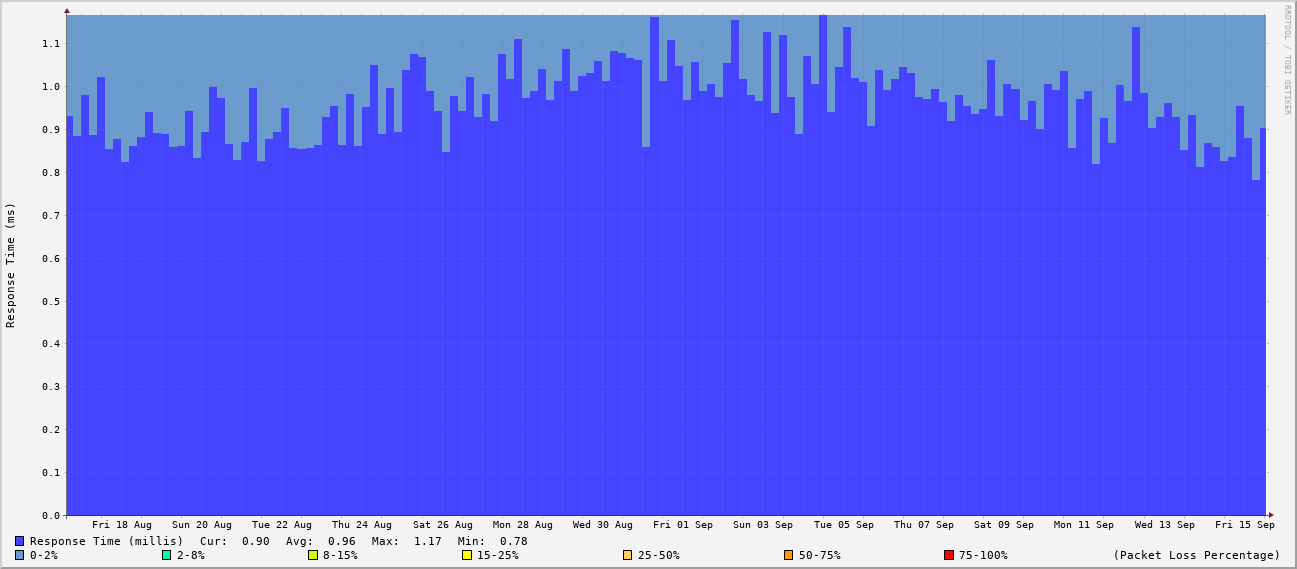 RRDTOOL / TOBI OETIKER
Response Time (ms)
1.1
1.0
0.9
0.8
0.7
0.6
0.5
0.4
0.3
0.2
0.1
0.0
Fri 18 Aug Sun 20 Aug Tue 22 Aug Thu 24 Aug Sat 26 Aug Mon 28 Aug Wed 30 Aug Fri 01 Sep Sun 03 Sep Tue 05 Sep Thu 07 Sep Sat 09 Sep Mon 11 Sep Wed 13 Sep Fri 15 Sep
Response Time (millis) Cur: 0.90 Avg: 0.96 Max: 1.17 Min: 0.78
0-2% 2-8% 8-15% 15-25% 25-50% 50-75% 75-100% (Packet Loss Percentage)